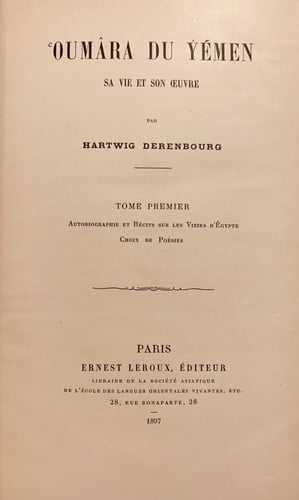 ʿOUMÂRA DU YÉMEN
SA VIE ET SON ŒUVRE
PAR
HARTWIG DERENBOURG
TOME PREMIER
Autobiographie et Récits sur les Vizirs d'Égypte
Choix de Poésies
PARIS
ERNEST LEROUX, ÉDITEUR
LIBRAIRE DE LA SOCIÉTÉ ASIATIQUE
DE L'ÉCOLE DES LANGUES ORIENTALES VIVANTES, ETC.
28, RUE BONAPARTE, 28
1897